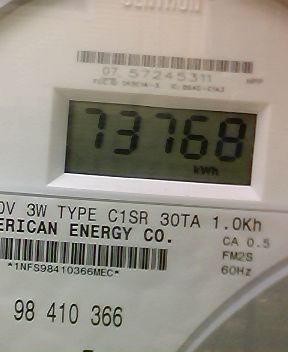 CENTRON
07 57245311
73768
kWh
0V 3W TYPE C1SR 30TA 1.0Kh
ERICAN ENERGY CO.
CA 0.5
*1NFS98410366MEC*
FM2S
60Hz
98 410 366